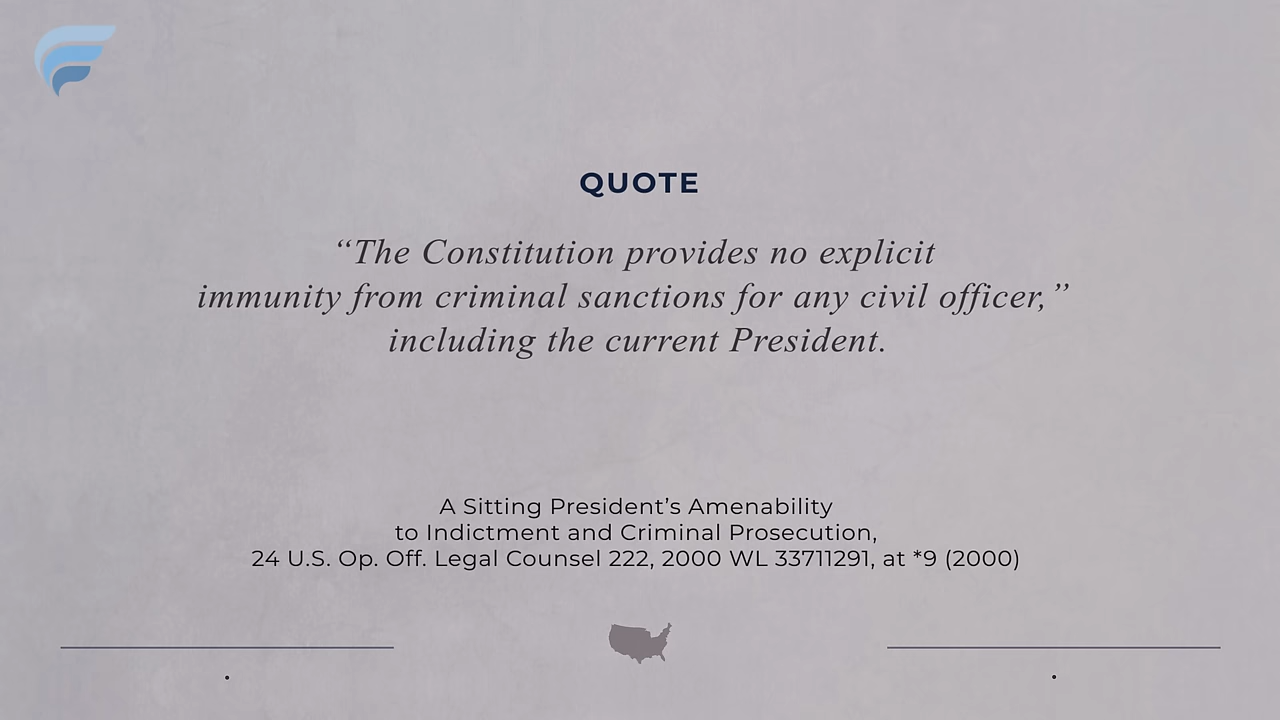 QUOTE
“The Constitution provides no explicit
immunity from criminal sanctions for any civil officer,”
including the current President.
A Sitting President’s Amenability
to Indictment and Criminal Prosecution,
24 U.S. Op. Off. Legal Counsel 222, 2000 WL 33711291, at *9 (2000)